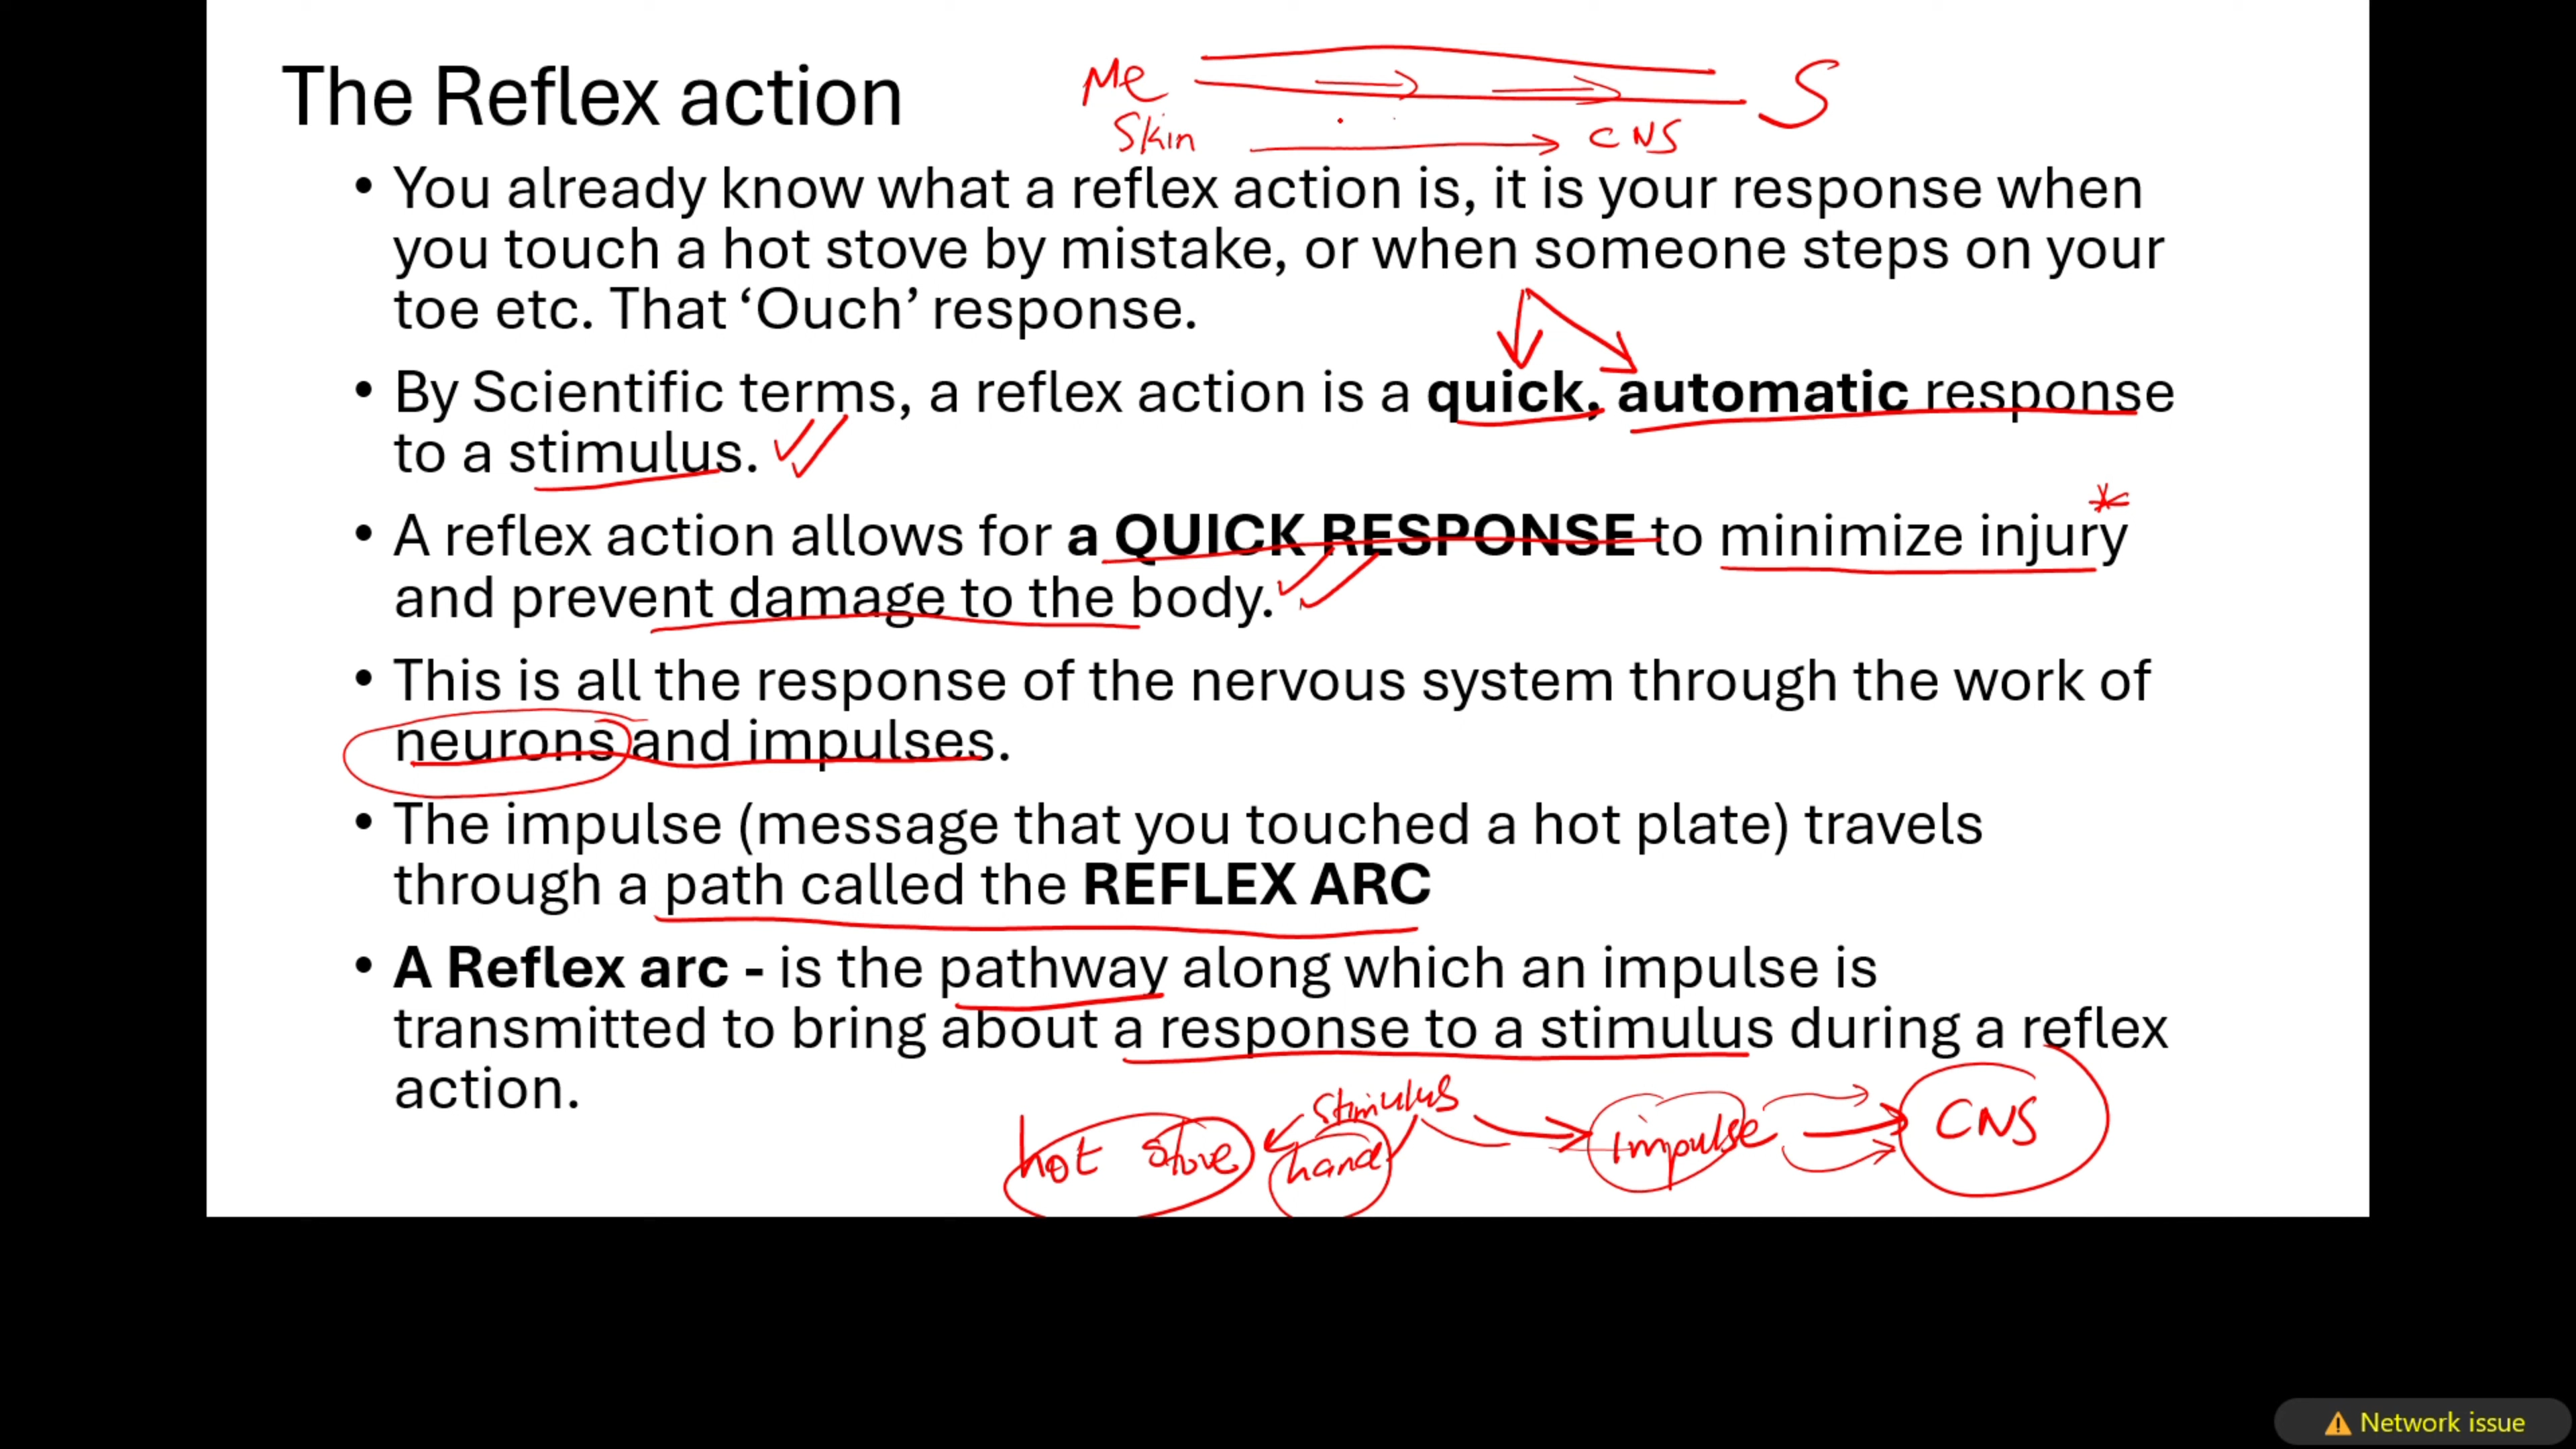 The Reflex action
Me
S
Skin
CNS
• You already know what a reflex action is, it is your response when
you touch a hot stove by mistake, or when someone steps on your
toe etc. That ‘Ouch’ response.
• By Scientific terms, a reflex action is a quick, automatic response
to a stimulus.
• A reflex action allows for a QUICK RESPONSE to minimize injury
and prevent damage to the body.
• This is all the response of the nervous system through the work of
neurons and impulses.
• The impulse (message that you touched a hot plate) travels
through a path called the REFLEX ARC
• A Reflex arc - is the pathway along which an impulse is
transmitted to bring about a response to a stimulus during a reflex
action.
stimulus
hot stove hand impulse CNS
Network issue